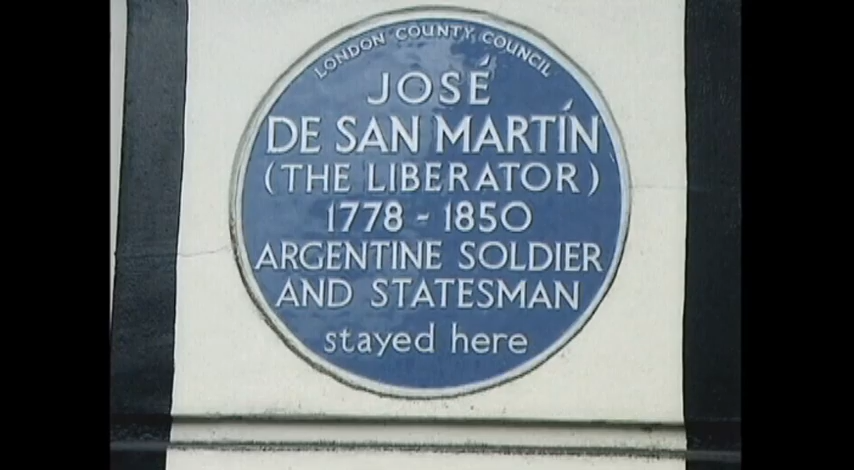 LONDON COUNTY COUNCIL
JOSÉ
DE SAN MARTÍN
(THE LIBERATOR)
1778 - 1850
ARGENTINE SOLDIER
AND STATESMAN
stayed here